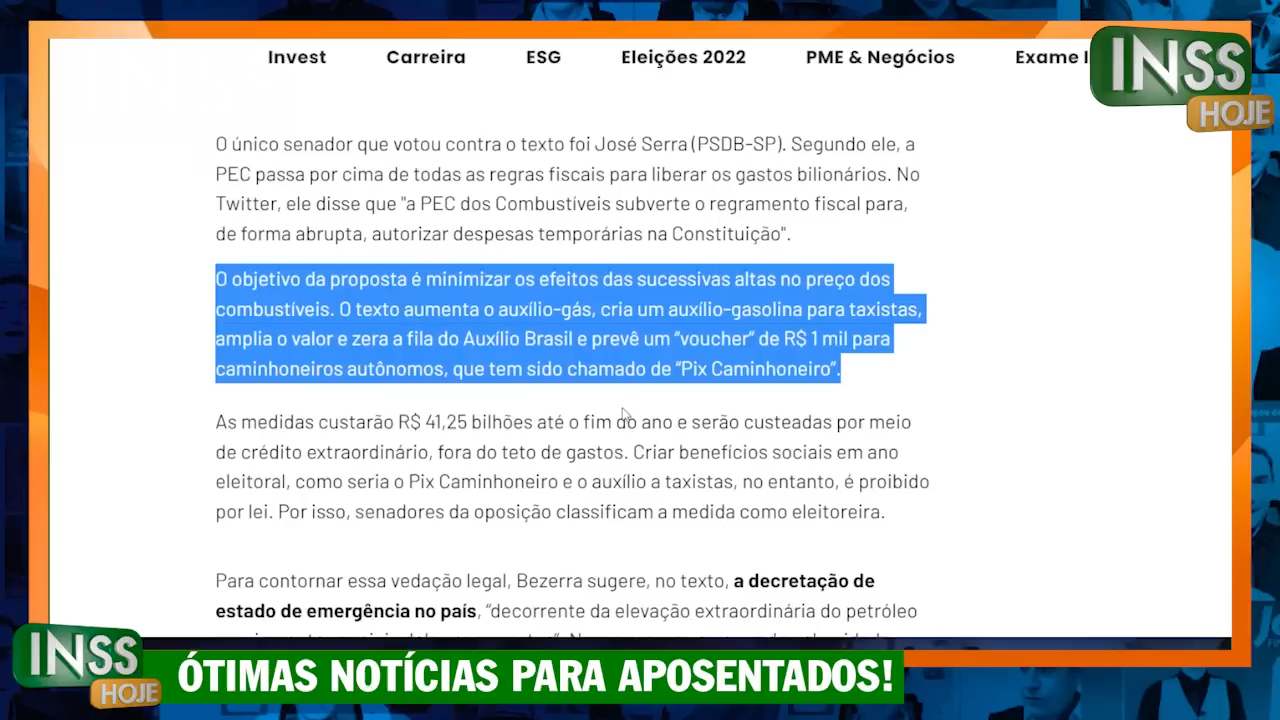 Invest Carreira ESG Eleições 2022 PME & Negócios Exame
INSS
HOJE
O único senador que votou contra o texto foi José Serra (PSDB-SP). Segundo ele, a
PEC passa por cima de todas as regras fiscais para liberar os gastos bilionários. No
Twitter, ele disse que "a PEC dos Combustíveis subverte o regramento fiscal para,
de forma abrupta, autorizar despesas temporárias na Constituição".
O objetivo da proposta é minimizar os efeitos das sucessivas altas no preço dos
combustíveis. O texto aumenta o auxílio-gás, cria um auxílio-gasolina para taxistas,
amplia o valor e zera a fila do Auxílio Brasil e prevê um “voucher” de R$ 1 mil para
caminhoneiros autônomos, que tem sido chamado de “Pix Caminhoneiro”.
As medidas custarão R$ 41,25 bilhões até o fim do ano e serão custeadas por meio
de crédito extraordinário, fora do teto de gastos. Criar benefícios sociais em ano
eleitoral, como seria o Pix Caminhoneiro e o auxílio a taxistas, no entanto, é proibido
por lei. Por isso, senadores da oposição classificam a medida como eleitoreira.
Para contornar essa vedação legal, Bezerra sugere, no texto, a decretação de
estado de emergência no país, “decorrente da elevação extraordinária do petróleo
INSS
HOJE
ÓTIMAS NOTÍCIAS PARA APOSENTADOS!